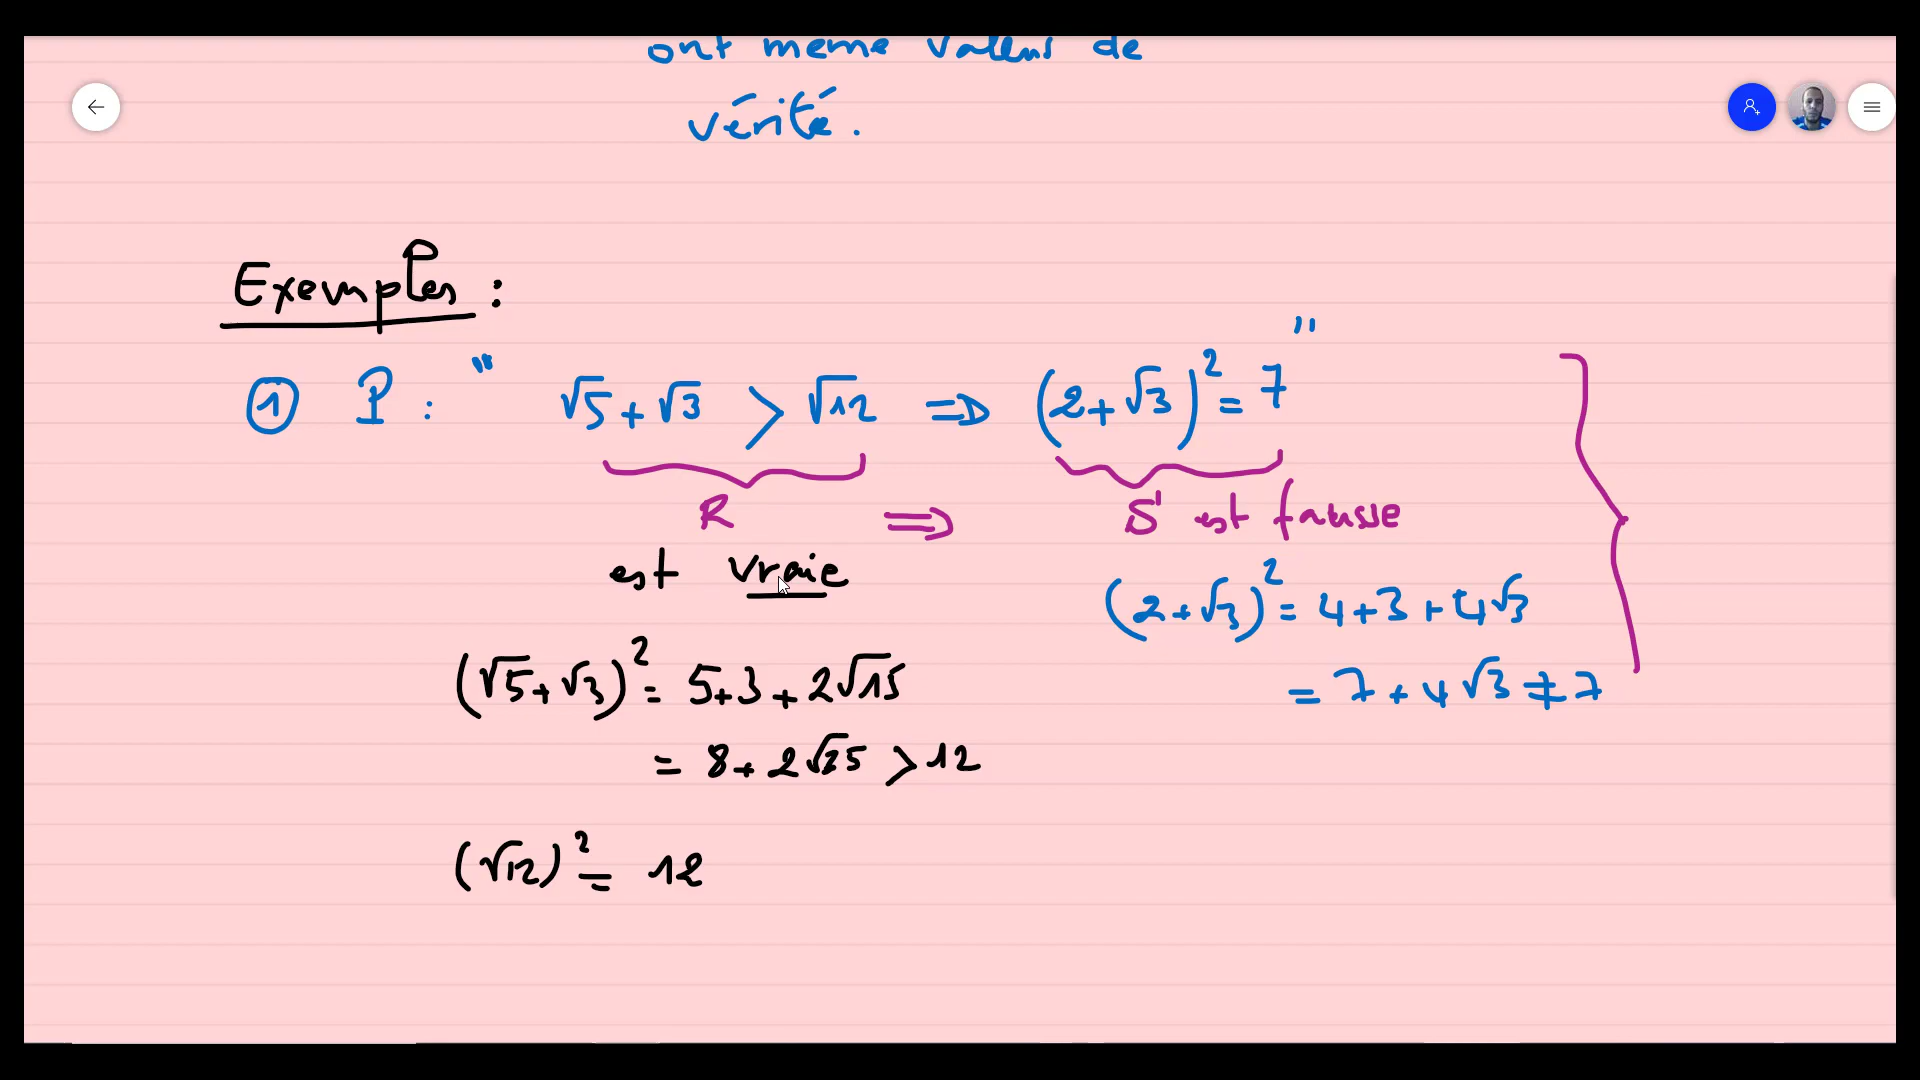 ont même valeurs de
vérité.
Exemples :
① P : " √5 + √3 > √12 ⇒ (2+√3)² = 7 "
R ⇒ S est fausse
est vraie
(2+√3)² = 4+3+4√3
= 7+4√3 ≠ 7
(√5+√3)² = 5+3+2√15
= 8+2√15 > 12
(√12)² = 12